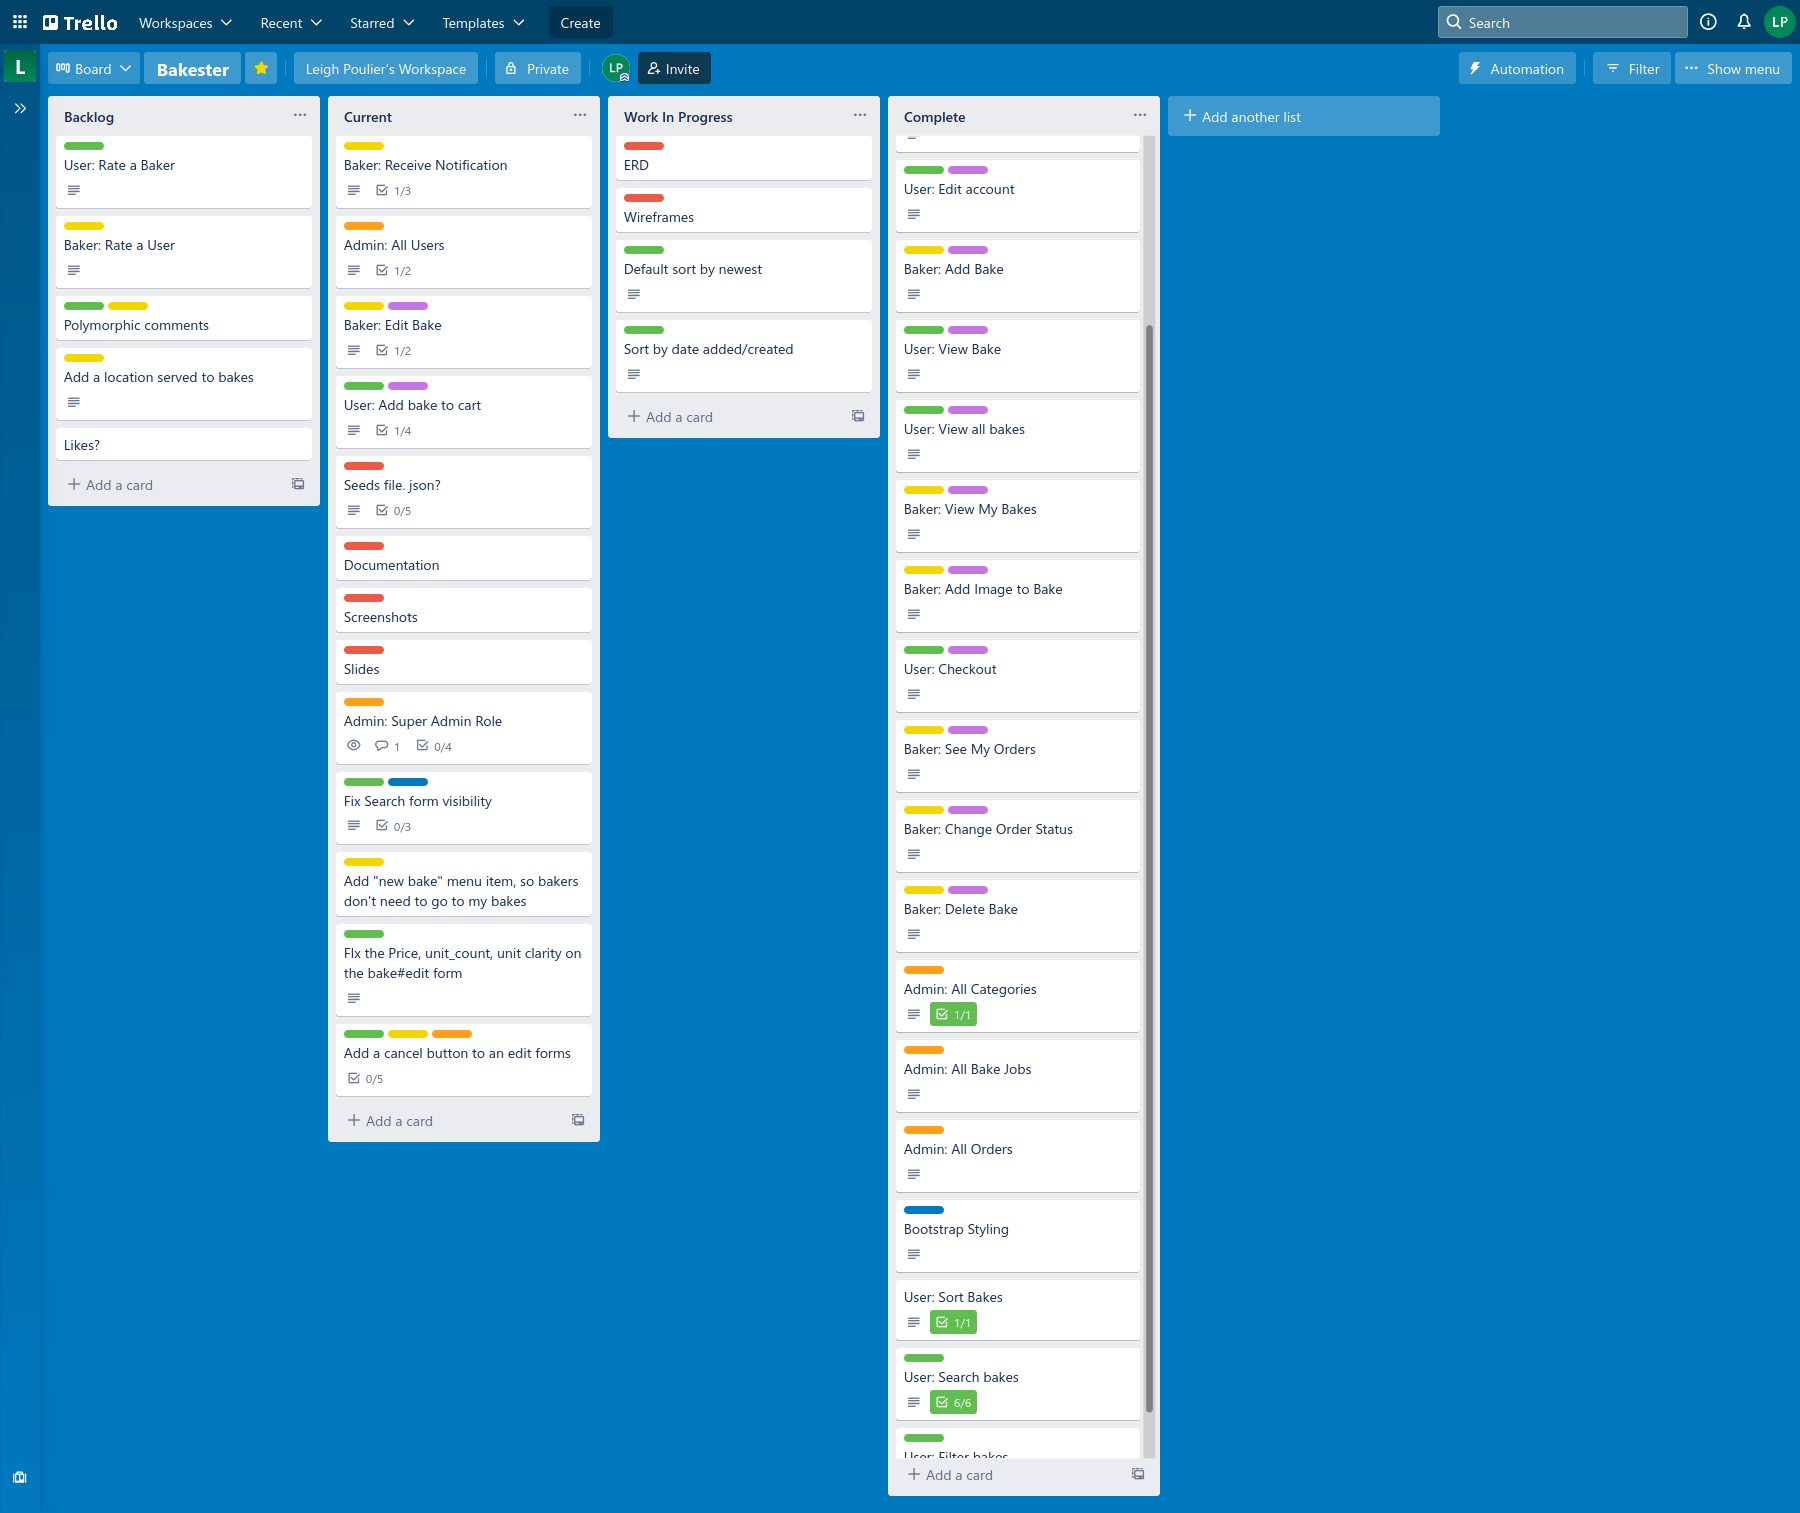 Trello
Workspaces
Recent
Starred
Templates
Create
Search
LP
L
Board
Bakester
Leigh Poulier's Workspace
Private
LP
Invite
Automation
Filter
Show menu
Backlog
User: Rate a Baker
Baker: Rate a User
Polymorphic comments
Add a location served to bakes
Likes?
Add a card
Current
Baker: Receive Notification
1/3
Admin: All Users
1/2
Baker: Edit Bake
1/2
User: Add bake to cart
1/4
Seeds file. json?
0/5
Documentation
Screenshots
Slides
Admin: Super Admin Role
1 0/4
Fix Search form visibility
0/3
Add "new bake" menu item, so bakers
don't need to go to my bakes
FIx the Price, unit_count, unit clarity on
the bake#edit form
Add a cancel button to an edit forms
0/5
Add a card
Work In Progress
ERD
Wireframes
Default sort by newest
Sort by date added/created
Add a card
Complete
User: Edit account
Baker: Add Bake
User: View Bake
User: View all bakes
Baker: View My Bakes
Baker: Add Image to Bake
User: Checkout
Baker: See My Orders
Baker: Change Order Status
Baker: Delete Bake
Admin: All Categories
1/1
Admin: All Bake Jobs
Admin: All Orders
Bootstrap Styling
User: Sort Bakes
1/1
User: Search bakes
6/6
User: Filter bakes
Add a card
Add another list